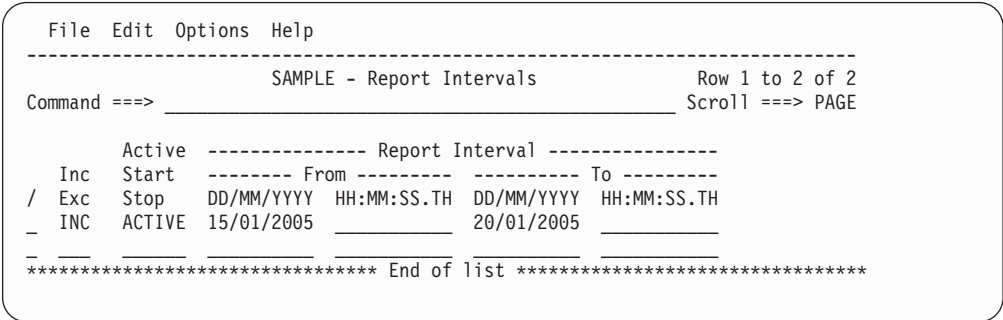 File Edit Options Help
------------------------------------------------------------------------------
SAMPLE - Report Intervals Row 1 to 2 of 2
Command ===> ________________________________________________ Scroll ===> PAGE
Active --------------- Report Interval ----------------
Inc Start -------- From --------- ---------- To ---------
/ Exc Stop DD/MM/YYYY HH:MM:SS.TH DD/MM/YYYY HH:MM:SS.TH
_ INC ACTIVE 15/01/2005 ___________ 20/01/2005 ___________
_ ___ ______ __________ ___________ __________ ___________
********************************* End of list *********************************